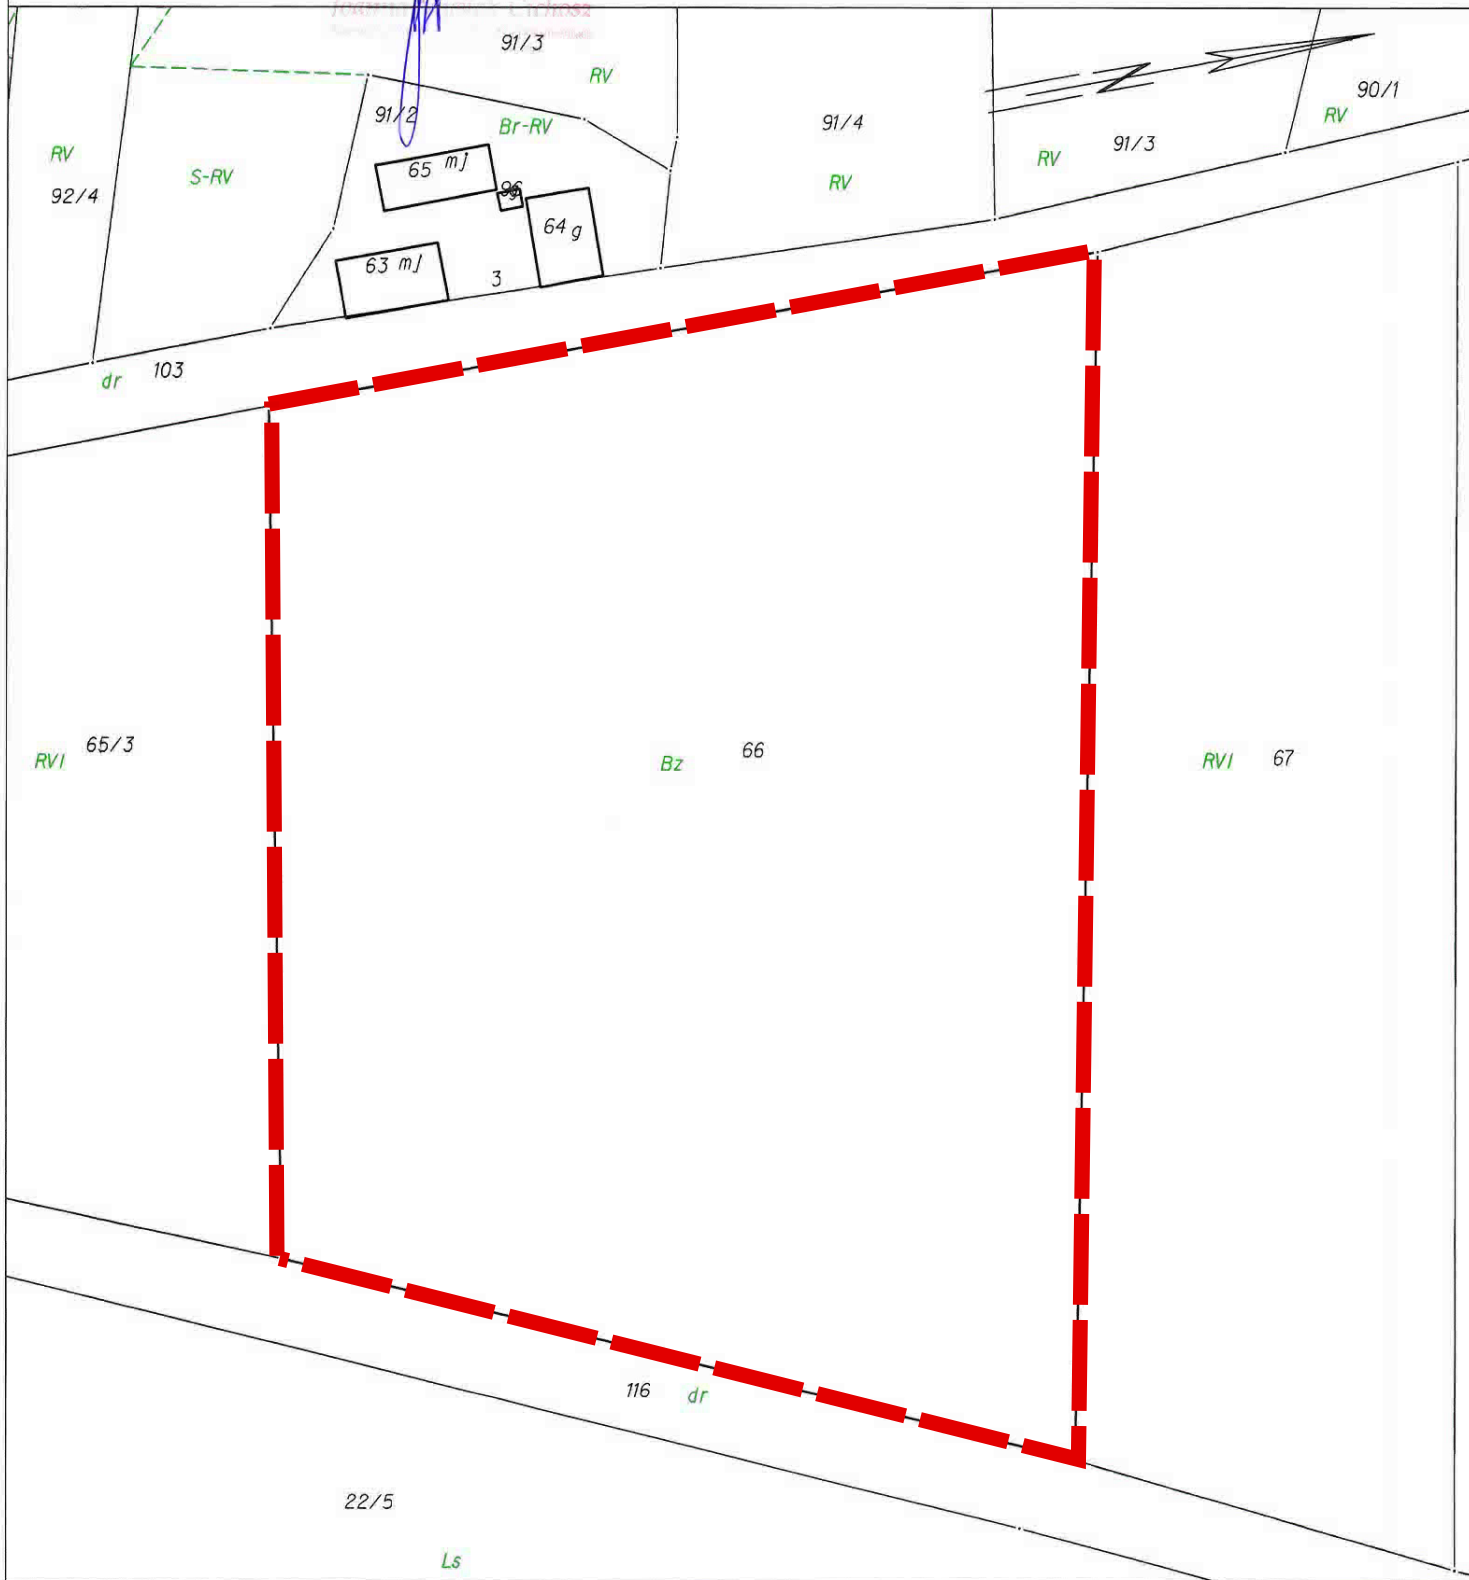 91/3
RV
91/2
Br-RV
90/1
RV
91/4
RV
91/3
RV
RV
92/4
S-RV
65 mj
64 g
63 mj
3
dr 103
65/3
RVI
66
Bz
RVI 67
116 dr
22/5
Ls